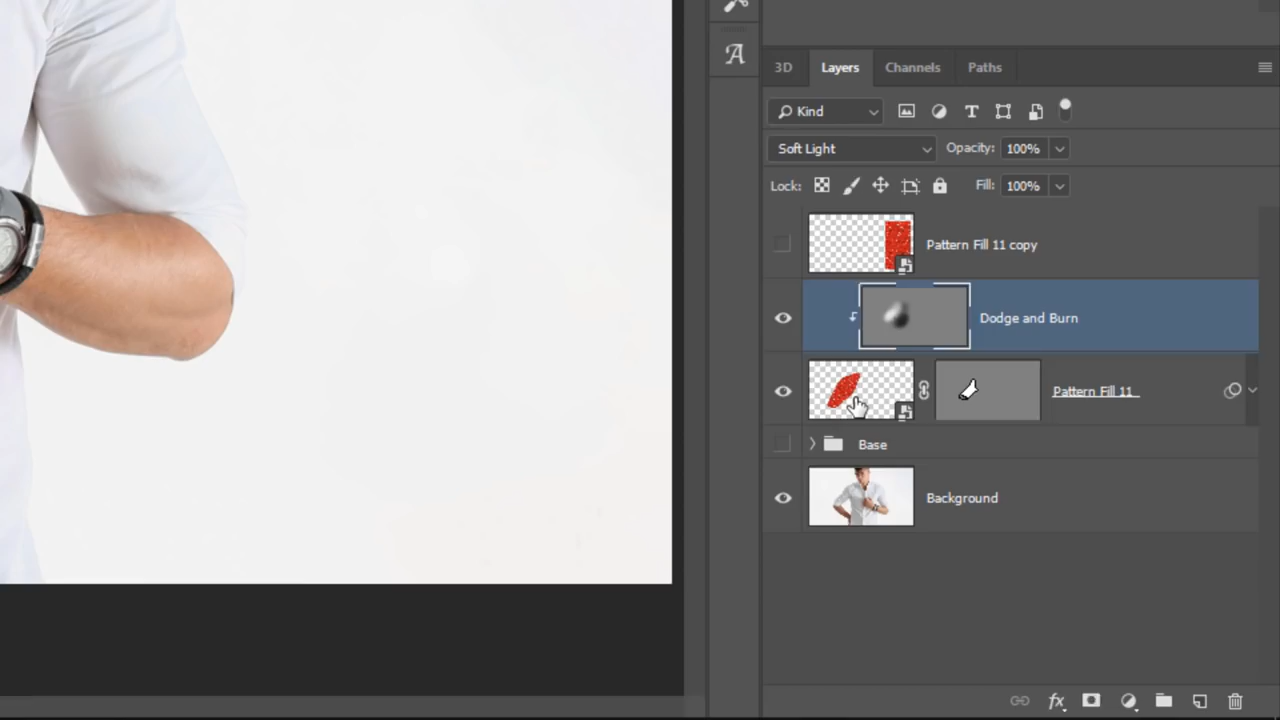 3D Layers Channels Paths
Kind
Soft Light Opacity: 100%
Lock: Fill: 100%
Pattern Fill 11 copy
Dodge and Burn
Pattern Fill 11
Base
Background
fx